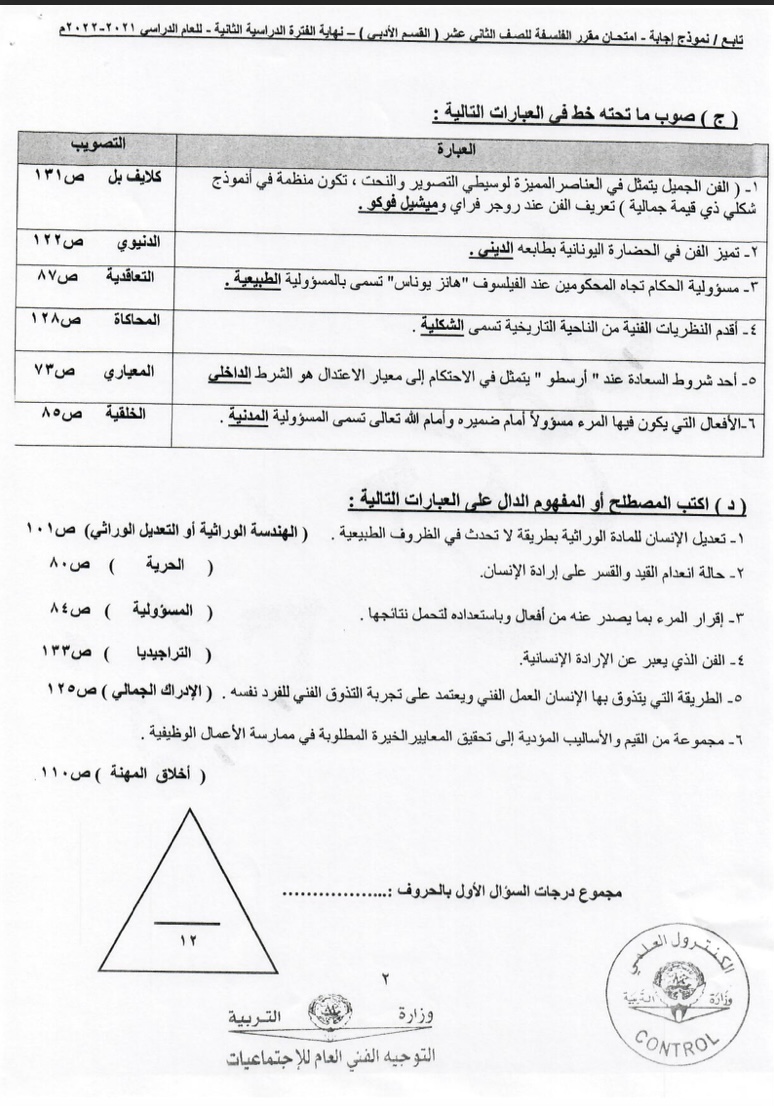 تابع / نموذج إجابة - امتحان مقرر الفلسفة للصف الثاني عشر ( القسم الأدبي ) – نهاية الفترة الدراسية الثانية - للعام الدراسي ٢٠٢١-٢٠٢٢م
( ج ) صوب ما تحته خط في العبارات التالية :
العبارة التصويب
١- ( الفن الجميل يتمثل في العناصر المميزة لوسيطي التصوير والنحت ، تكون منظمة في أنموذج كلايف بل ص١٣١
شكلي ذي قيمة جمالية ) تعريف الفن عند روجر فراي وميشيل فوكو .
٢- تميز الفن في الحضارة اليونانية بطابعه الديني . الدنيوي ص١٢٢
٣- مسؤولية الحكام تجاه المحكومين عند الفيلسوف "هانز يوناس" تسمى بالمسؤولية الطبيعية . التعاقدية ص٨٧
٤- أقدم النظريات الفنية من الناحية التاريخية تسمى الشكلية . المحاكاة ص١٢٨
٥- أحد شروط السعادة عند " أرسطو " يتمثل في الاحتكام إلى معيار الاعتدال هو الشرط الداخلي المعياري ص٧٣
٦-الأفعال التي يكون فيها المرء مسؤولاً أمام ضميره وأمام الله تعالى تسمى المسؤولية المدنية . الخلقية ص٨٥
( د ) اكتب المصطلح أو المفهوم الدال على العبارات التالية :
١- تعديل الإنسان للمادة الوراثية بطريقة لا تحدث في الظروف الطبيعية . ( الهندسة الوراثية أو التعديل الوراثي) ص١٠١
٢- حالة انعدام القيد والقسر على إرادة الإنسان. ( الحرية ) ص٨٠
٣- إقرار المرء بما يصدر عنه من أفعال وباستعداده لتحمل نتائجها . ( المسؤولية ) ص٨٤
٤- الفن الذي يعبر عن الإرادة الإنسانية. ( التراجيديا ) ص١٣٣
٥- الطريقة التي يتذوق بها الإنسان العمل الفني ويعتمد على تجربة التذوق الفني للفرد نفسه . ( الإدراك الجمالي ) ص١٢٥
٦- مجموعة من القيم والأساليب المؤدية إلى تحقيق المعايير الخيرة المطلوبة في ممارسة الأعمال الوظيفية .
( أخلاق المهنة ) ص١١٠
مجموع درجات السؤال الأول بالحروف :..................
١٢
٢
وزارة التربية
التوجيه الفني العام للإجتماعيات
الكنترول العلمي
وزارة التربية
CONTROL